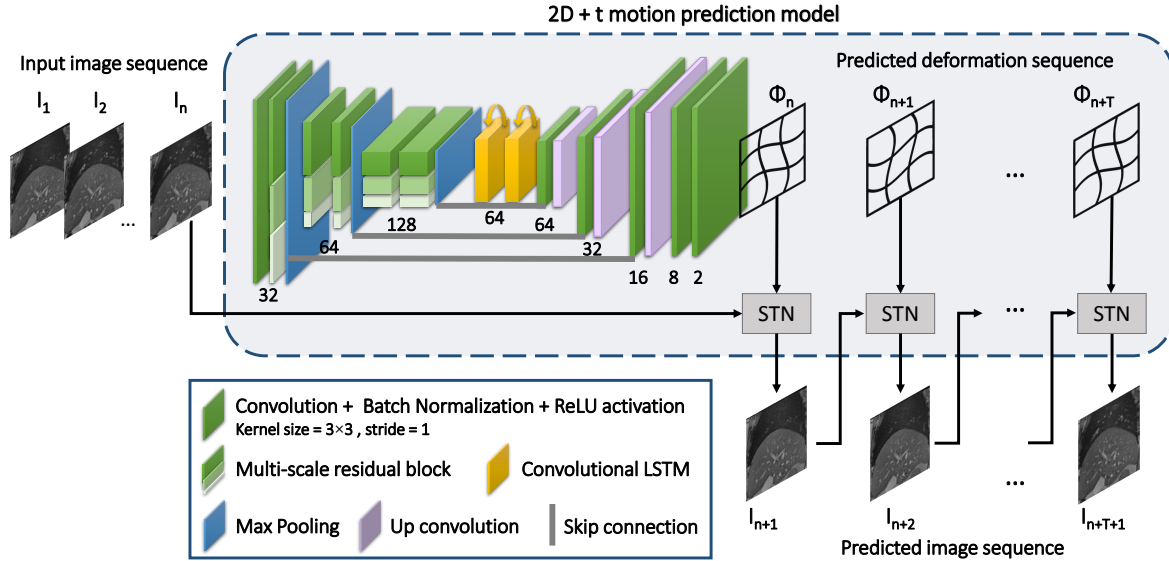 2D + t motion prediction model
Input image sequence
I1 I2 In
...
Predicted deformation sequence
Φn Φn+1 Φn+T
...
32 64 128 64 64 32 16 8 2
STN STN ... STN
Convolution + Batch Normalization + ReLU activation
Kernel size = 3×3 , stride = 1
Multi-scale residual block
Convolutional LSTM
Max Pooling
Up convolution
Skip connection
...
In+1 In+2 In+T+1
Predicted image sequence